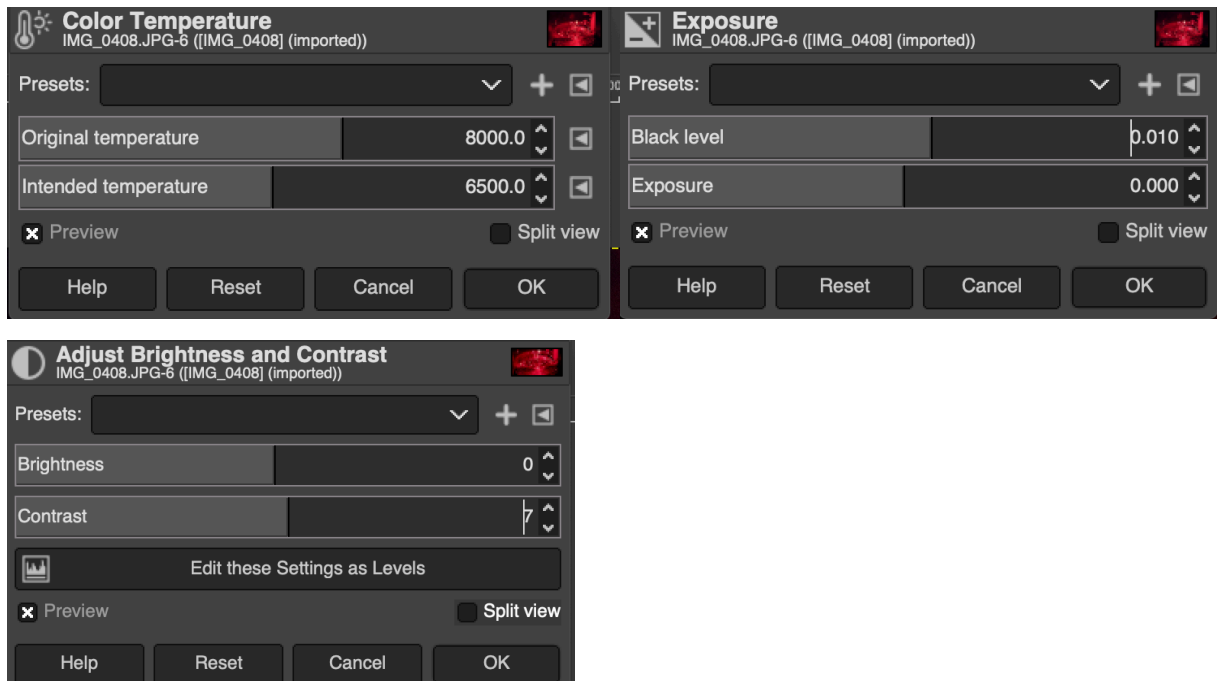 Color Temperature
IMG_0408.JPG-6 ([IMG_0408] (imported))
Presets:
Original temperature 8000.0
Intended temperature 6500.0
Preview Split view
Help Reset Cancel OK
Exposure
IMG_0408.JPG-6 ([IMG_0408] (imported))
Presets:
Black level 0.010
Exposure 0.000
Preview Split view
Help Reset Cancel OK
Adjust Brightness and Contrast
IMG_0408.JPG-6 ([IMG_0408] (imported))
Presets:
Brightness 0
Contrast 7
Edit these Settings as Levels
Preview Split view
Help Reset Cancel OK